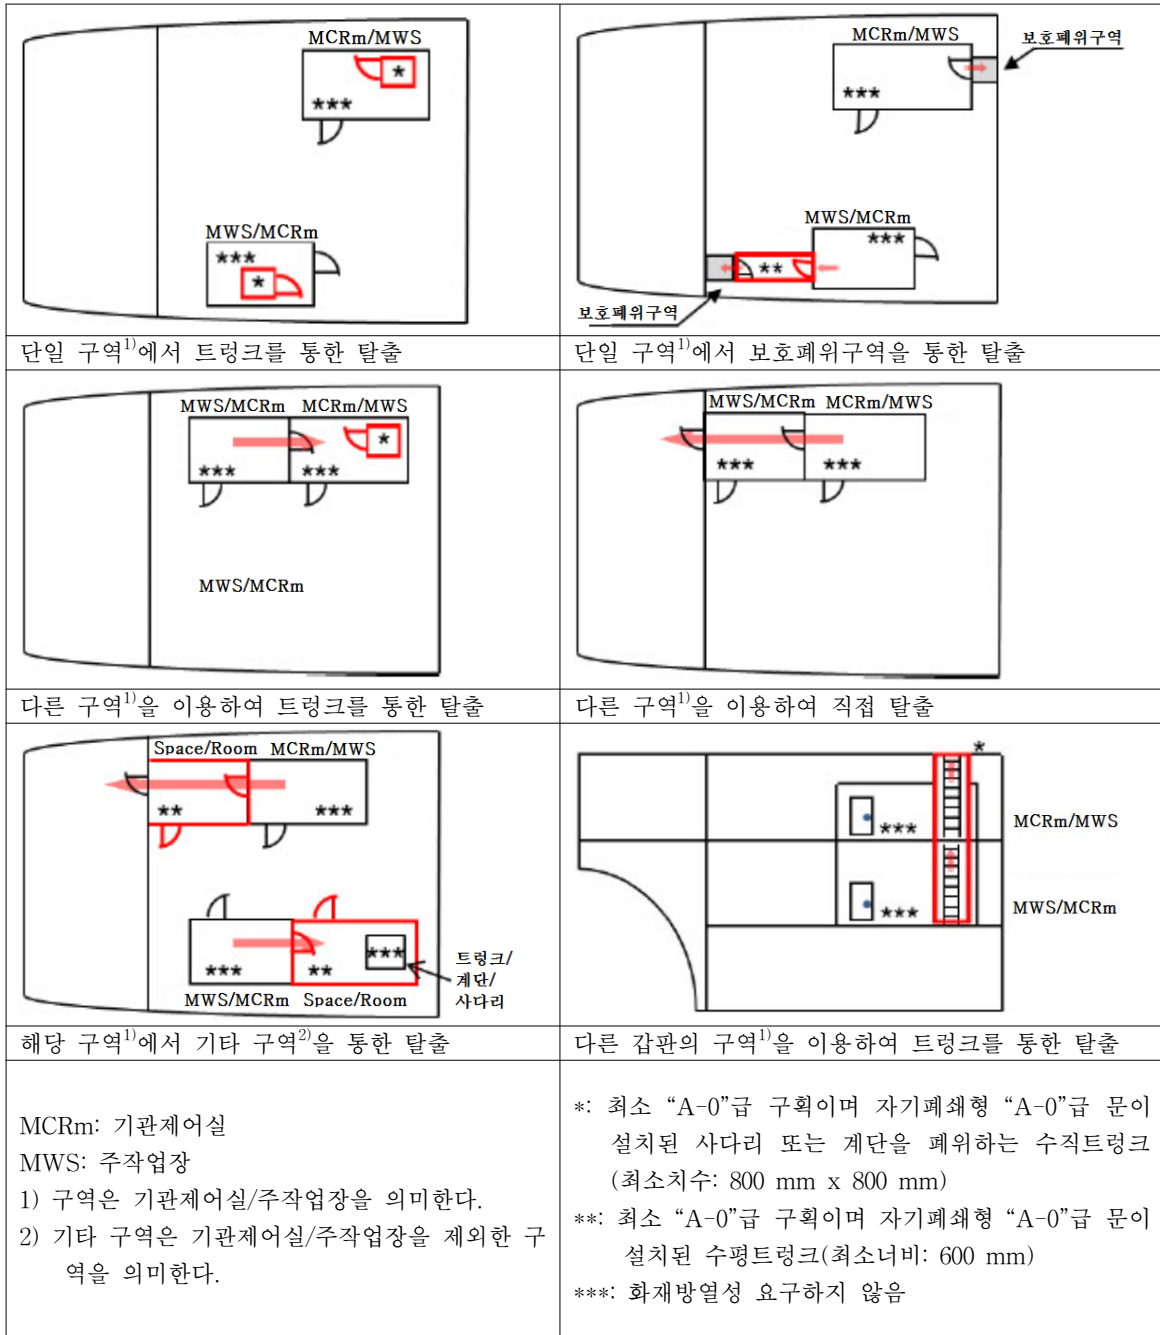 MCRm/MWS
*
***
MWS/MCRm
***
*
단일 구역1)에서 트렁크를 통한 탈출
MCRm/MWS
보호폐위구역
***
MWS/MCRm
***
**
보호폐위구역
단일 구역1)에서 보호폐위구역을 통한 탈출
MWS/MCRm MCRm/MWS
*
*** ***
MWS/MCRm
다른 구역1)을 이용하여 트렁크를 통한 탈출
MWS/MCRm MCRm/MWS
*** ***
다른 구역1)을 이용하여 직접 탈출
Space/Room MCRm/MWS
** ***
***
*** **
트렁크/
계단/
사다리
MWS/MCRm Space/Room
해당 구역1)에서 기타 구역2)을 통한 탈출
*
MCRm/MWS
***
MWS/MCRm
***
다른 갑판의 구역1)을 이용하여 트렁크를 통한 탈출
MCRm: 기관제어실
MWS: 주작업장
1) 구역은 기관제어실/주작업장을 의미한다.
2) 기타 구역은 기관제어실/주작업장을 제외한 구
역을 의미한다.
*: 최소 “A-0”급 구획이며 자기폐쇄형 “A-0”급 문이
설치된 사다리 또는 계단을 폐위하는 수직트렁크
(최소치수: 800 mm x 800 mm)
**: 최소 “A-0”급 구획이며 자기폐쇄형 “A-0”급 문이
설치된 수평트렁크(최소너비: 600 mm)
***: 화재방열성 요구하지 않음